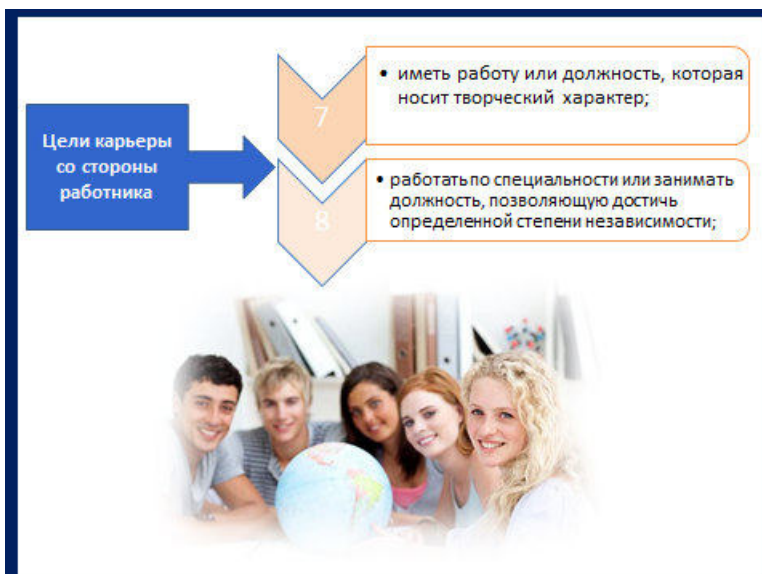 Цели карьеры
со стороны
работника
7
• иметь работу или должность, которая
носит творческий характер;
8
• работать по специальности или занимать
должность, позволяющую достичь
определенной степени независимости;